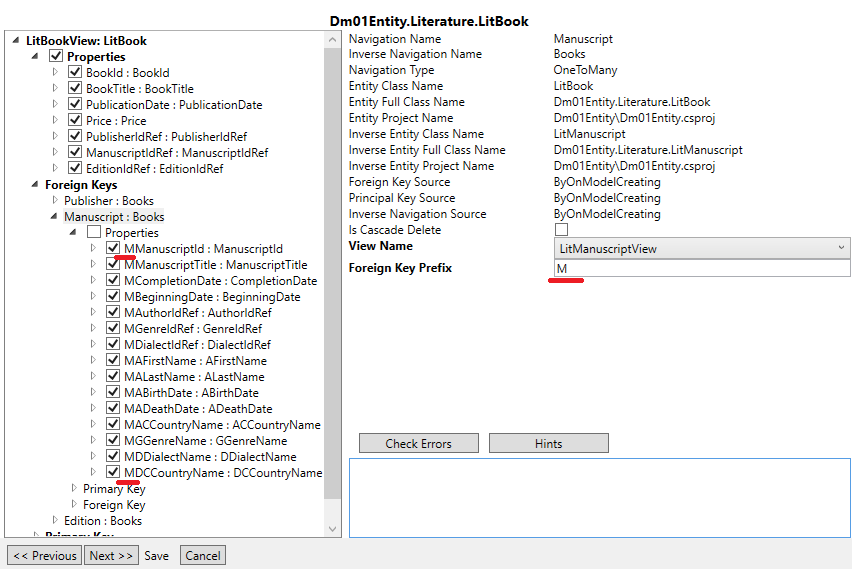 Dm01Entity.Literature.LitBook
LitBookView: LitBook
Properties
BookId : BookId
BookTitle : BookTitle
PublicationDate : PublicationDate
Price : Price
PublisherIdRef : PublisherIdRef
ManuscriptIdRef : ManuscriptIdRef
EditionIdRef : EditionIdRef
Foreign Keys
Publisher : Books
Manuscript : Books
Properties
MManuscriptId : ManuscriptId
MManuscriptTitle : ManuscriptTitle
MCompletionDate : CompletionDate
MBeginningDate : BeginningDate
MAuthorIdRef : AuthorIdRef
MGenreIdRef : GenreIdRef
MDialectIdRef : DialectIdRef
MAFirstName : AFirstName
MALastName : ALastName
MABirthDate : ABirthDate
MADeathDate : ADeathDate
MACCountryName : ACCountryName
MGGenreName : GGenreName
MDDialectName : DDialectName
MDCCountryName : DCCountryName
Primary Key
Foreign Key
Edition : Books
Primary Key
Navigation Name Manuscript
Inverse Navigation Name Books
Navigation Type OneToMany
Entity Class Name LitBook
Entity Full Class Name Dm01Entity.Literature.LitBook
Entity Project Name Dm01Entity\Dm01Entity.csproj
Inverse Entity Class Name LitManuscript
Inverse Entity Full Class Name Dm01Entity.Literature.LitManuscript
Inverse Entity Project Name Dm01Entity\Dm01Entity.csproj
Foreign Key Source ByOnModelCreating
Principal Key Source ByOnModelCreating
Inverse Navigation Source ByOnModelCreating
Is Cascade Delete
View Name LitManuscriptView
Foreign Key Prefix M
Check Errors Hints
<< Previous Next >> Save Cancel